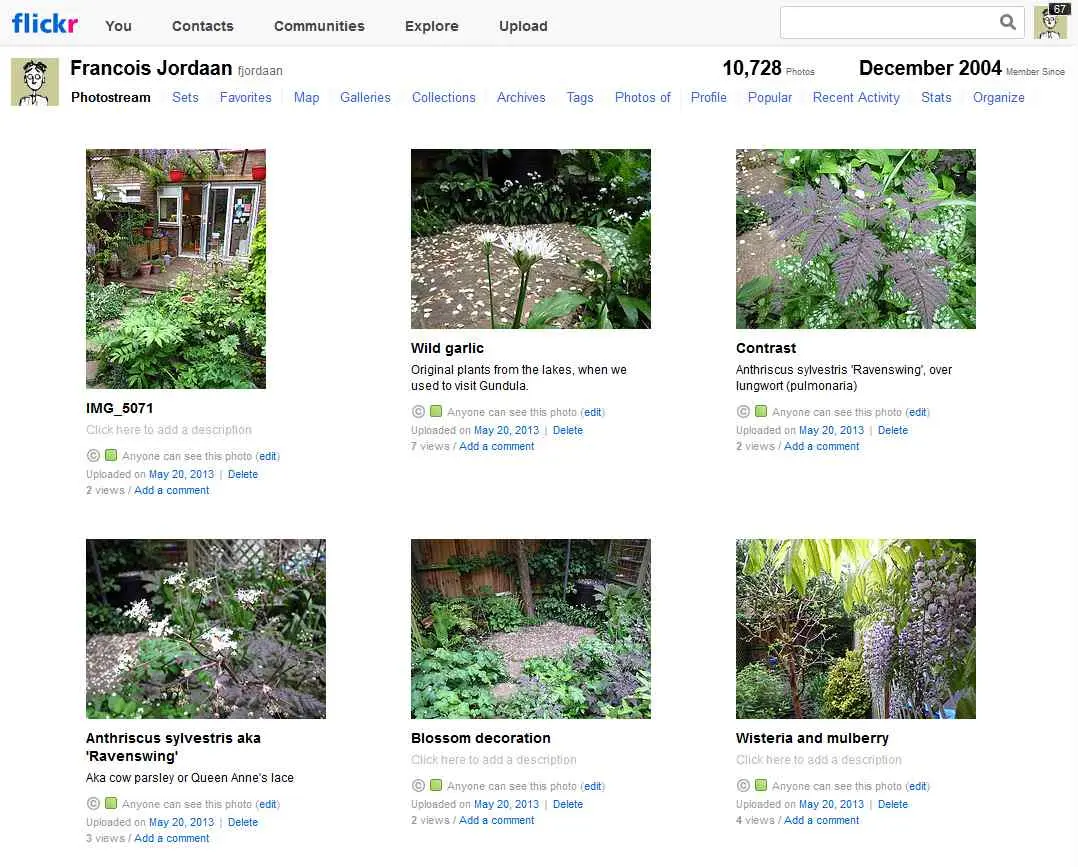 flickr You Contacts Communities Explore Upload 67
Francois Jordaan fjordaan 10,728 Photos December 2004 Member Since
Photostream Sets Favorites Map Galleries Collections Archives Tags Photos of Profile Popular Recent Activity Stats Organize
IMG_5071
Click here to add a description
© Anyone can see this photo (edit)
Uploaded on May 20, 2013 | Delete
2 views / Add a comment
Wild garlic
Original plants from the lakes, when we
used to visit Gundula.
© Anyone can see this photo (edit)
Uploaded on May 20, 2013 | Delete
7 views / Add a comment
Contrast
Anthriscus sylvestris 'Ravenswing', over
lungwort (pulmonaria)
© Anyone can see this photo (edit)
Uploaded on May 20, 2013 | Delete
2 views / Add a comment
Anthriscus sylvestris aka
'Ravenswing'
Aka cow parsley or Queen Anne's lace
© Anyone can see this photo (edit)
Uploaded on May 20, 2013 | Delete
3 views / Add a comment
Blossom decoration
Click here to add a description
© Anyone can see this photo (edit)
Uploaded on May 20, 2013 | Delete
2 views / Add a comment
Wisteria and mulberry
Click here to add a description
© Anyone can see this photo (edit)
Uploaded on May 20, 2013 | Delete
4 views / Add a comment